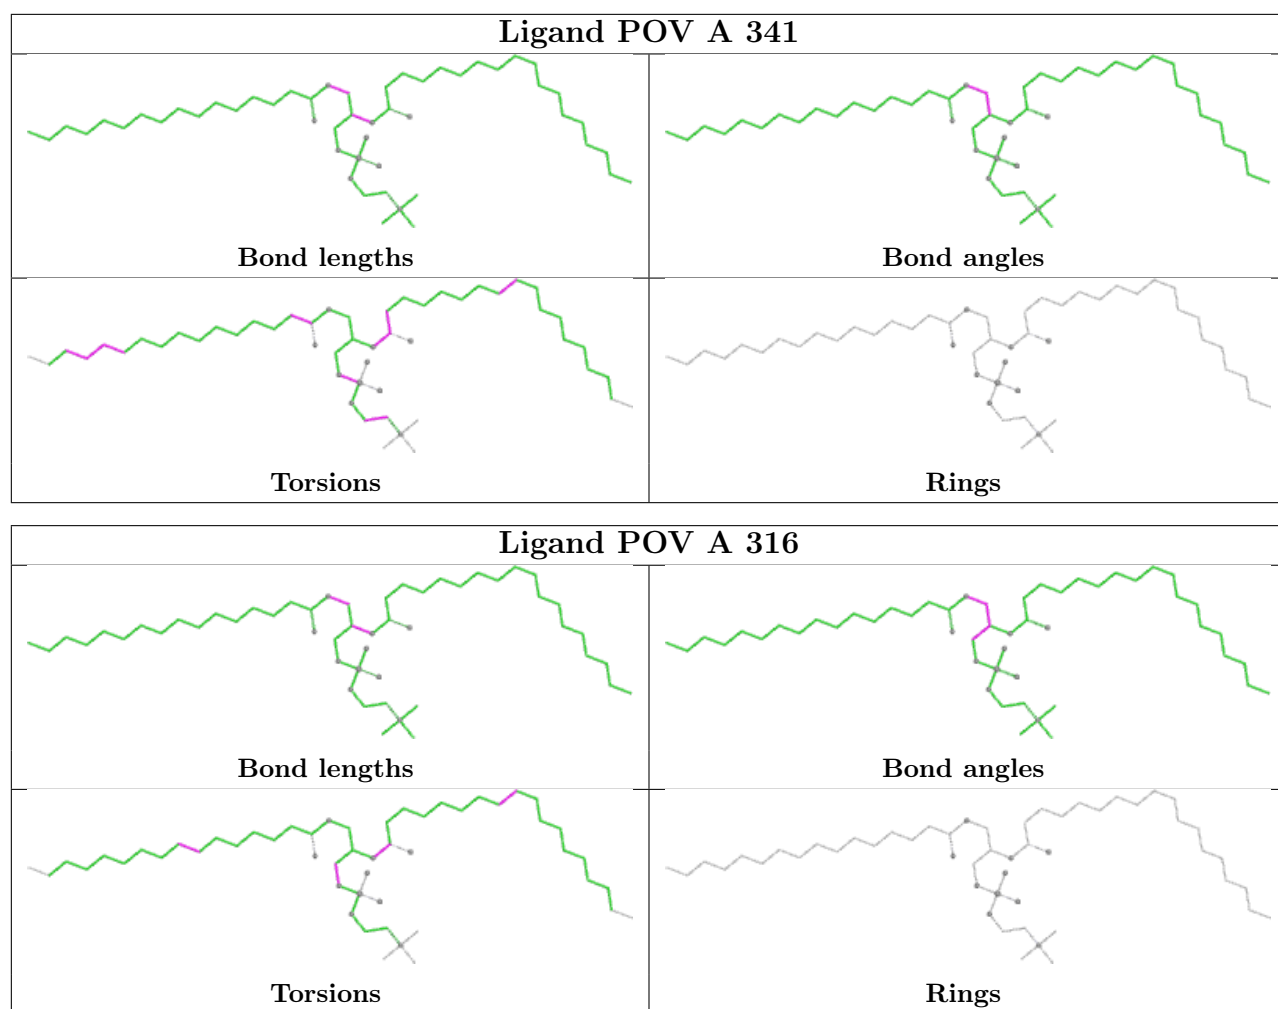 Ligand POV A 341
Bond lengths
Bond angles
Torsions
Rings
Ligand POV A 316
Bond lengths
Bond angles
Torsions
Rings